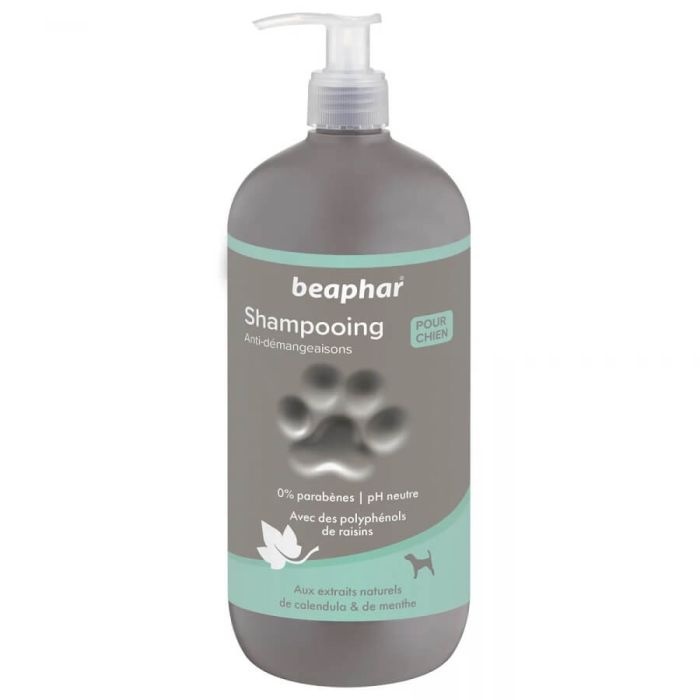 beaphar®
Shampooing
Anti-démangeaisons
POUR
CHIEN
0% parabènes | pH neutre
Avec des polyphénols
de raisins
Aux extraits naturels
de calendula & de menthe